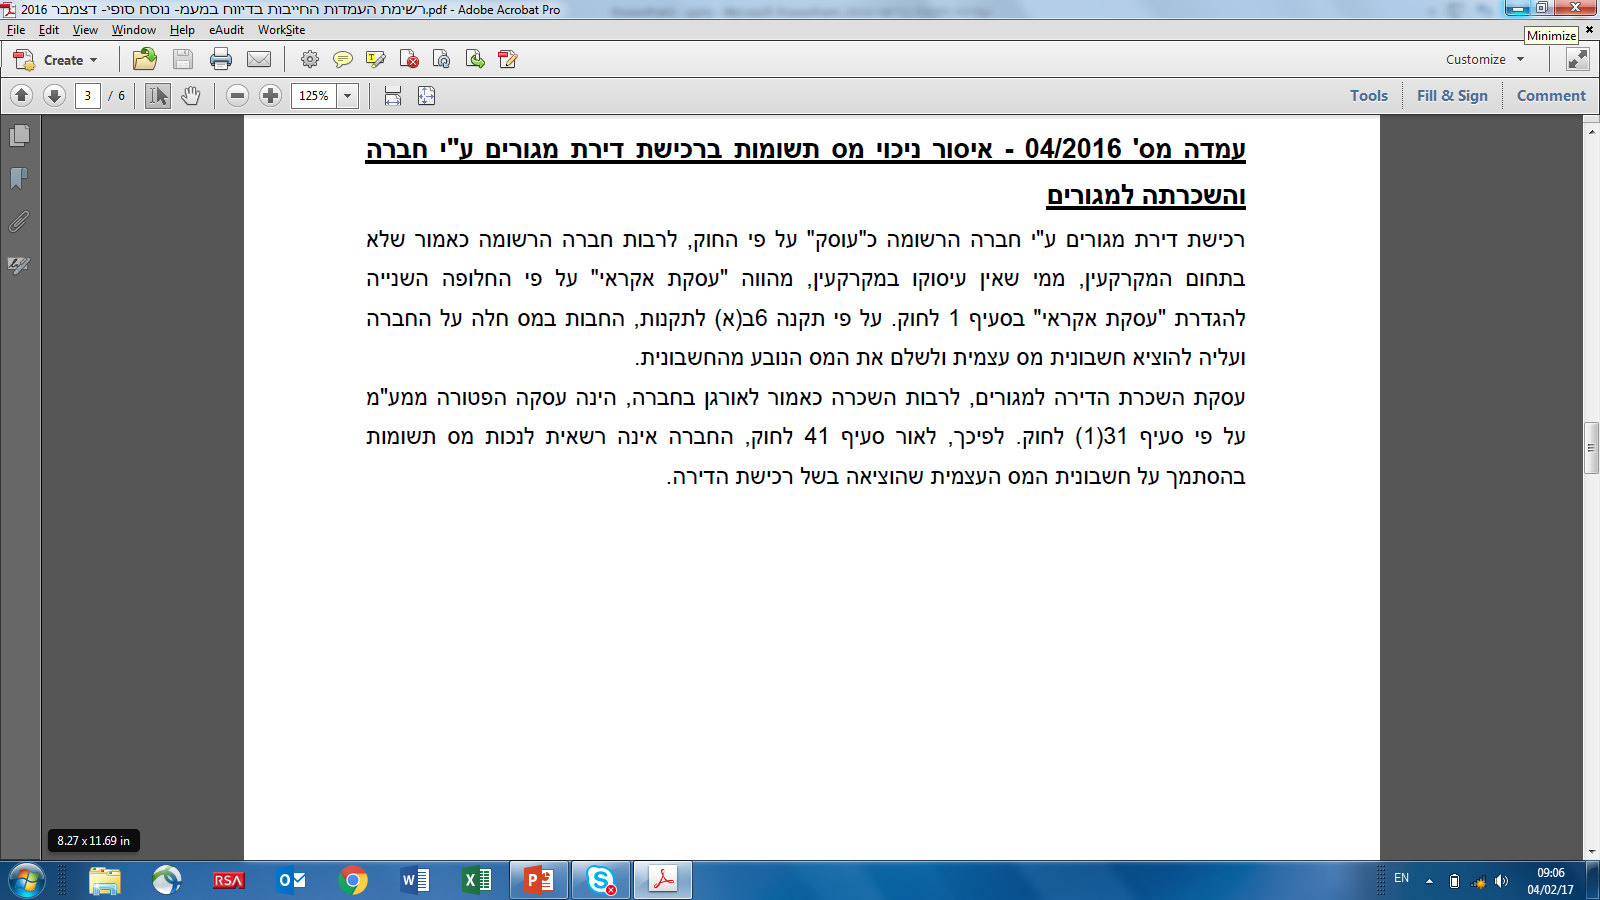 רשימת העמדות החייבות בדיווח במעמ- נוסח סופי- דצמבר 2016.pdf - Adobe Acrobat Pro
Minimize
File Edit View Window Help eAudit WorkSite
Create
Customize
3 / 6
125%
Tools Fill & Sign Comment
עמדה מס' 04/2016 - איסור ניכוי מס תשומות ברכישת דירת מגורים ע"י חברה
והשכרתה למגורים
רכישת דירת מגורים ע"י חברה הרשומה כ"עוסק" על פי החוק, לרבות חברה הרשומה כאמור שלא
בתחום המקרקעין, ממי שאין עיסוקו במקרקעין, מהווה "עסקת אקראי" על פי החלופה השנייה
להגדרת "עסקת אקראי" בסעיף 1 לחוק. על פי תקנה 6ב(א) לתקנות, החבות במס חלה על החברה
ועליה להוציא חשבונית מס עצמית ולשלם את המס הנובע מהחשבונית.
עסקת השכרת הדירה למגורים, לרבות השכרה כאמור לאורגן בחברה, הינה עסקה הפטורה ממע"מ
על פי סעיף 31(1) לחוק. לפיכך, לאור סעיף 41 לחוק, החברה אינה רשאית לנכות מס תשומות
בהסתמך על חשבונית המס העצמית שהוציאה בשל רכישת הדירה.
8.27 x 11.69 in
RSA
EN
09:06
04/02/17